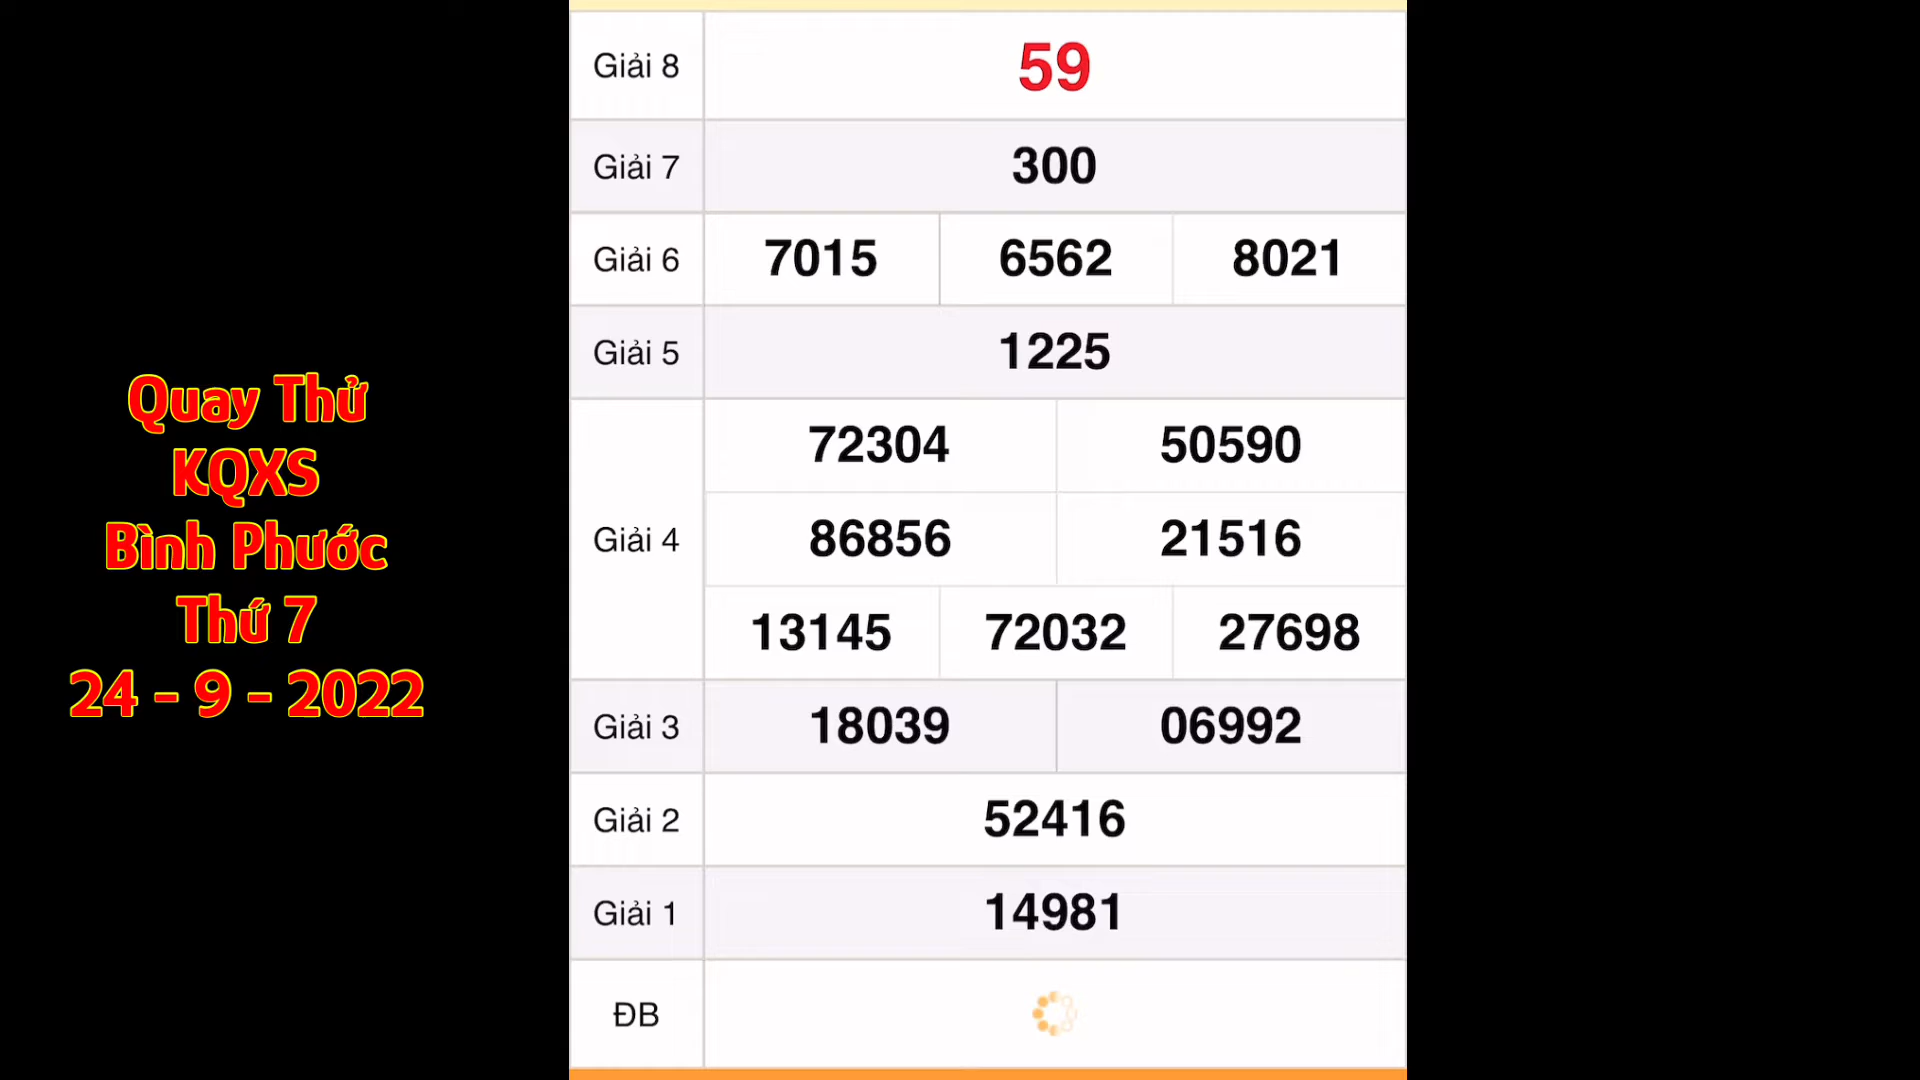 Quay Thử
KQXS
Bình Phước
Thứ 7
24 - 9 - 2022
Giải 8 59
Giải 7 300
Giải 6 7015 6562 8021
Giải 5 1225
Giải 4
72304 50590
86856 21516
13145 72032 27698
Giải 3 18039 06992
Giải 2 52416
Giải 1 14981
ĐB